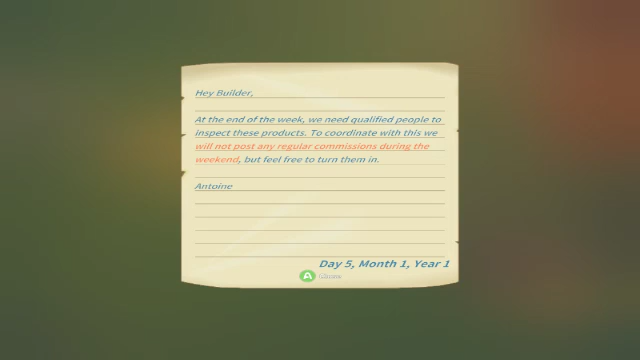 Hey Builder,
At the end of the week, we need qualified people to
inspect these products. To coordinate with this we
will not post any regular commissions during the
weekend, but feel free to turn them in.
Antoine
Day 5, Month 1, Year 1
A